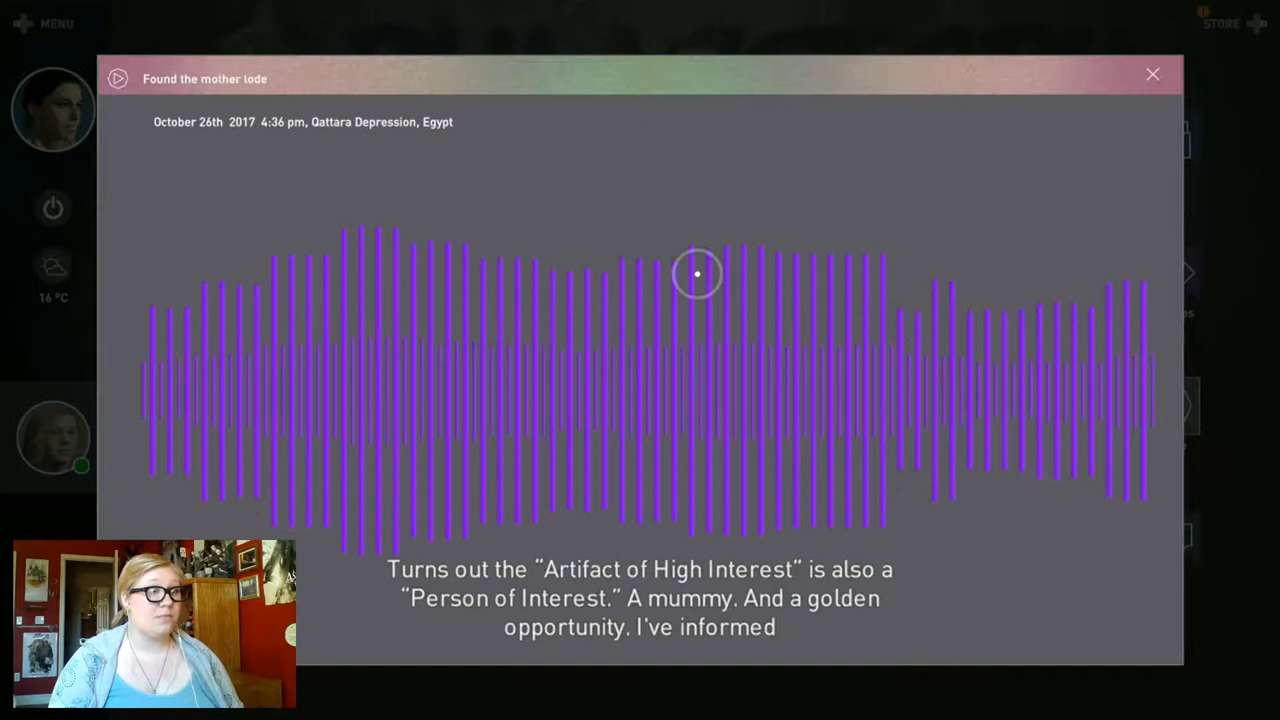 MENU
STORE
Found the mother lode
October 26th 2017 4:36 pm, Qattara Depression, Egypt
16 °C
Turns out the “Artifact of High Interest” is also a
“Person of Interest.” A mummy. And a golden
opportunity. I've informed